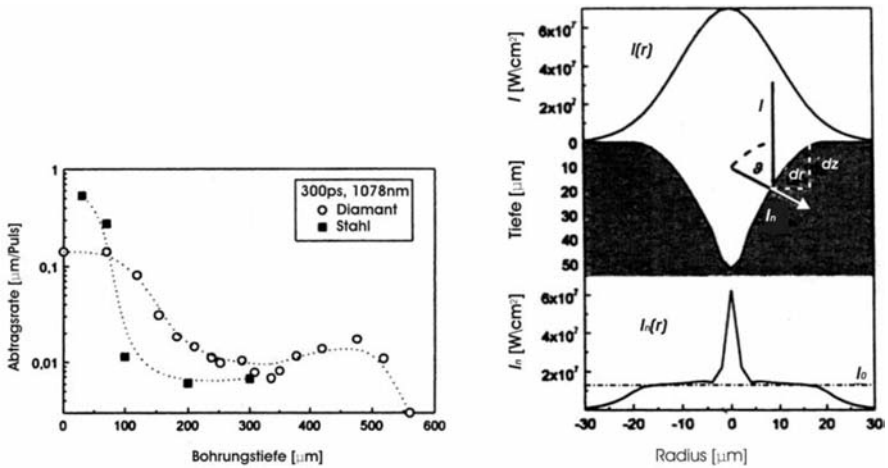 Abtragsrate [µm/Puls]
1
0,1
0,01
300ps, 1078nm
Diamant
Stahl
0 100 200 300 400 500 600
Bohrungstiefe [µm]
I [W\cm²]
6x10⁷
4x10⁷
2x10⁷
0
I(r)
I
Tiefe [µm]
10
20
30
40
50
ϑ
dr
dz
Iₙ
Iₙ [W\cm²]
6x10⁷
4x10⁷
2x10⁷
Iₙ(r)
I₀
-30 -20 -10 0 10 20 30
Radius [µm]